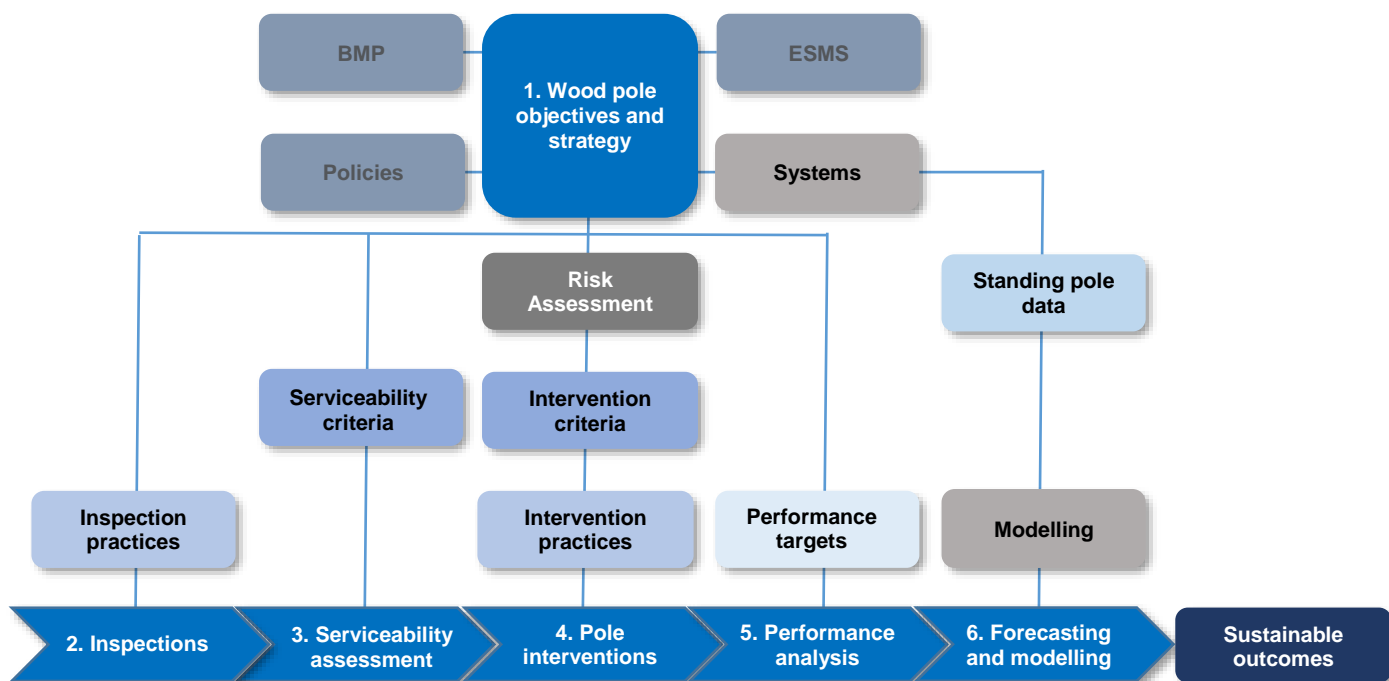 BMP
1. Wood pole
objectives and
strategy
ESMS
Policies
Systems
Risk
Assessment
Standing pole
data
Serviceability
criteria
Intervention
criteria
Inspection
practices
Intervention
practices
Performance
targets
Modelling
2. Inspections
3. Serviceability
assessment
4. Pole
interventions
5. Performance
analysis
6. Forecasting
and modelling
Sustainable
outcomes